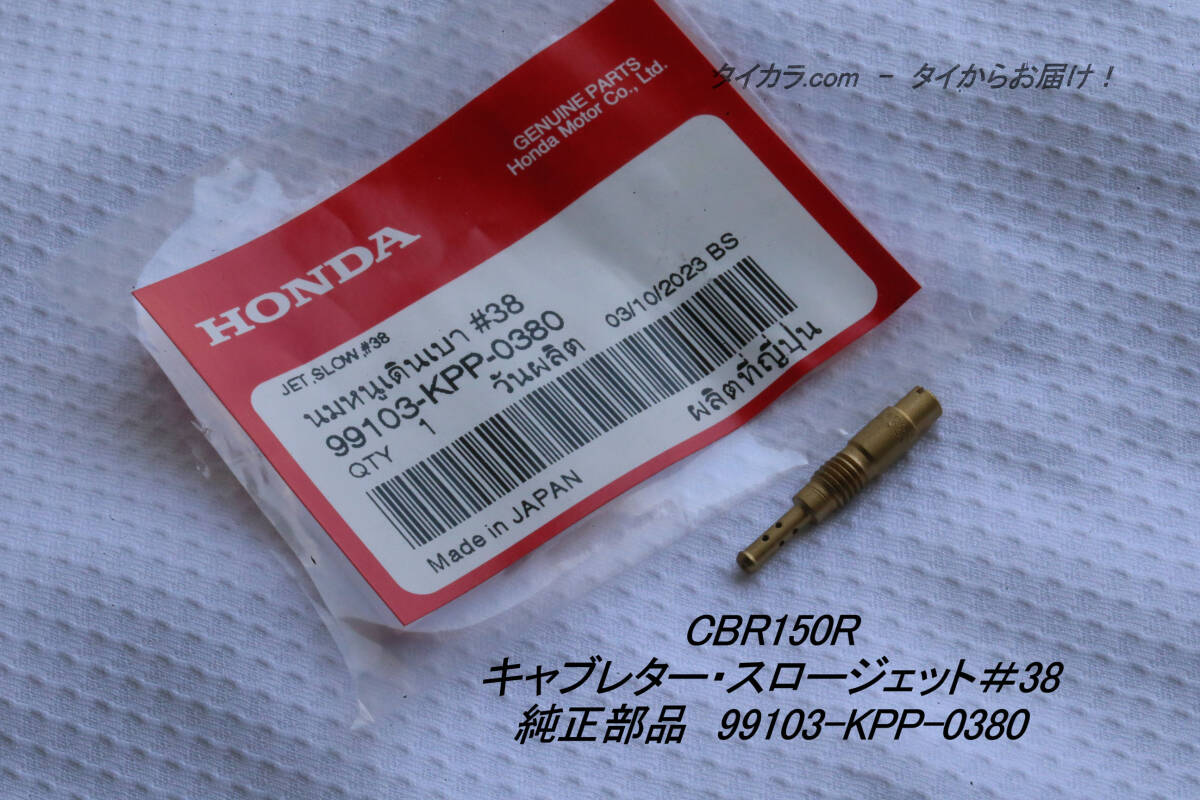 タイカラ.com - タイからお届け！
GENUINE PARTS
Honda Motor Co., Ltd.
HONDA
JET,SLOW,#38
นมหนูเดินเบา #38
99103-KPP-0380
QTY 1 วันผลิต 03/10/2023 BS
Made in JAPAN ผลิตที่ญี่ปุ่น
CBR150R
キャブレター・スロージェット＃38
純正部品 99103-KPP-0380